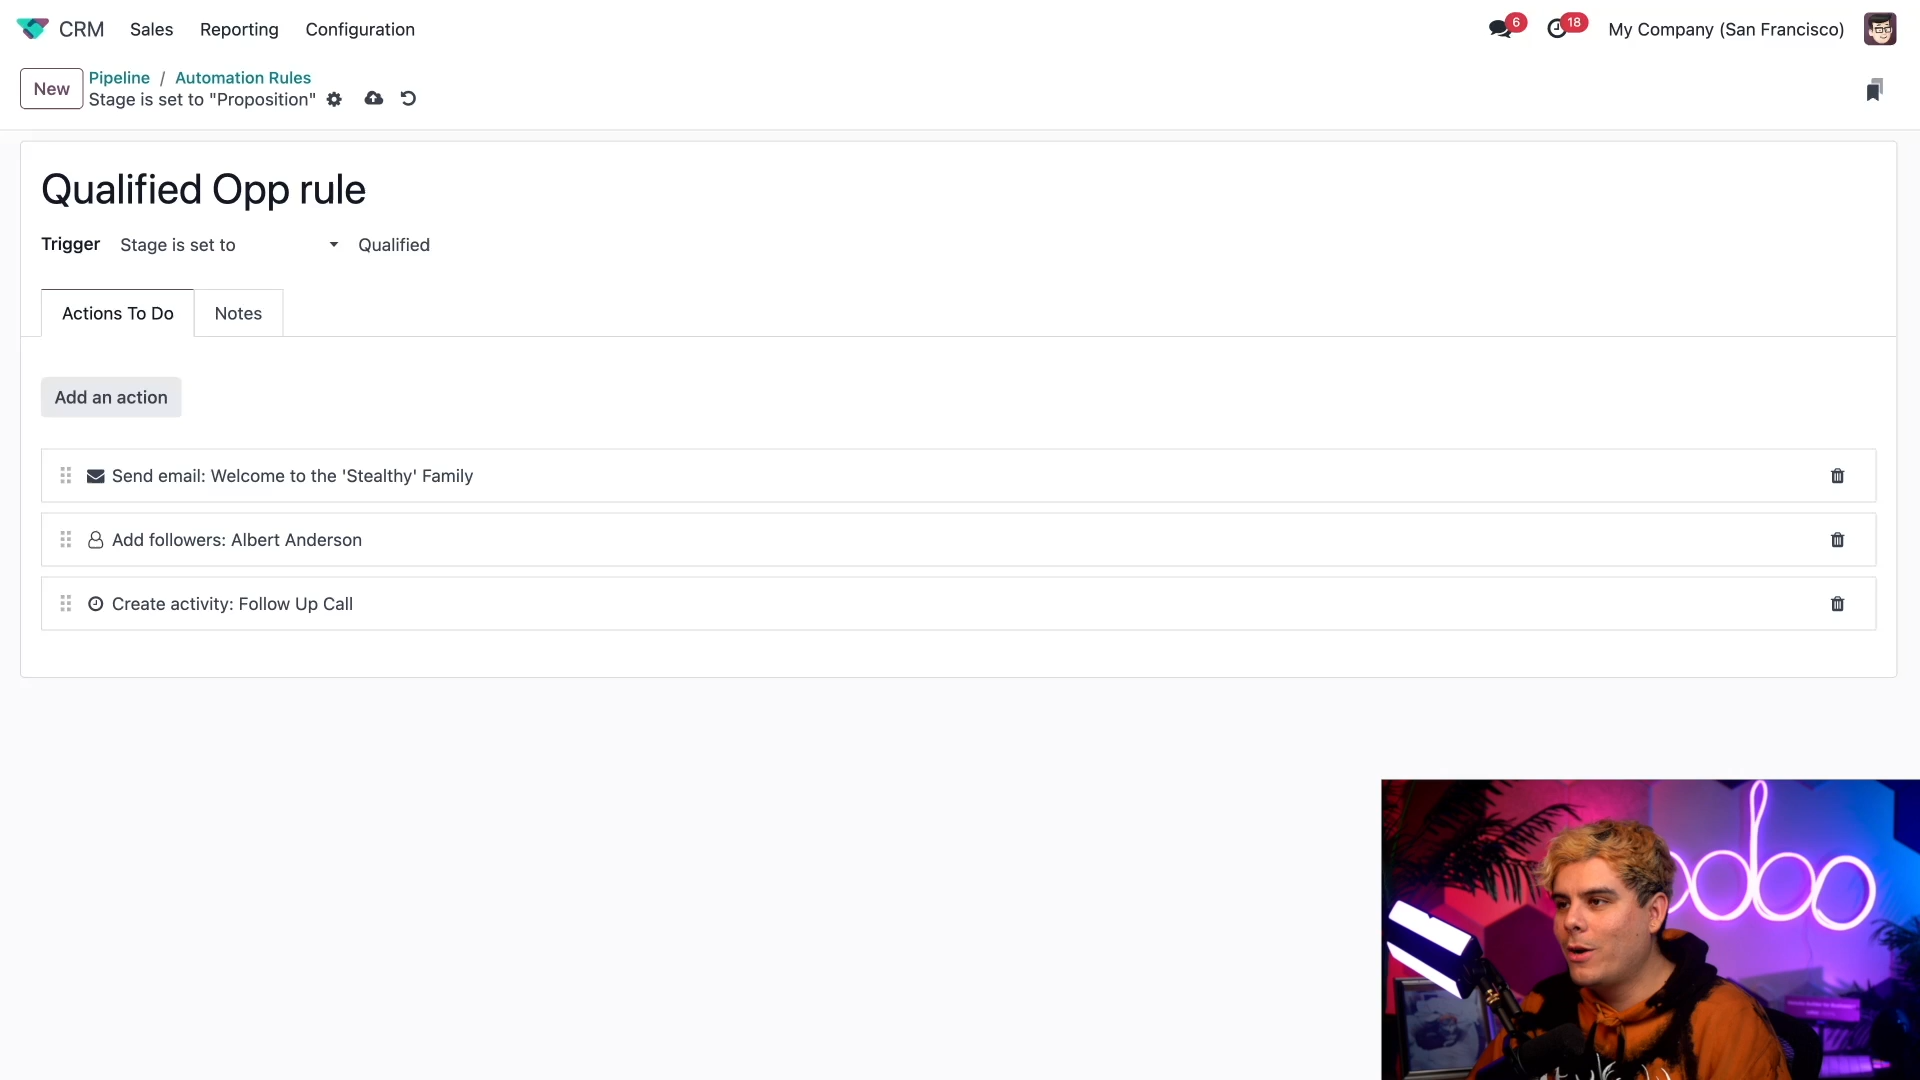 CRM Sales Reporting Configuration 6 18 My Company (San Francisco)
New Pipeline / Automation Rules
Stage is set to "Proposition"
Qualified Opp rule
Trigger Stage is set to Qualified
Actions To Do Notes
Add an action
Send email: Welcome to the 'Stealthy' Family
Add followers: Albert Anderson
Create activity: Follow Up Call
odoo